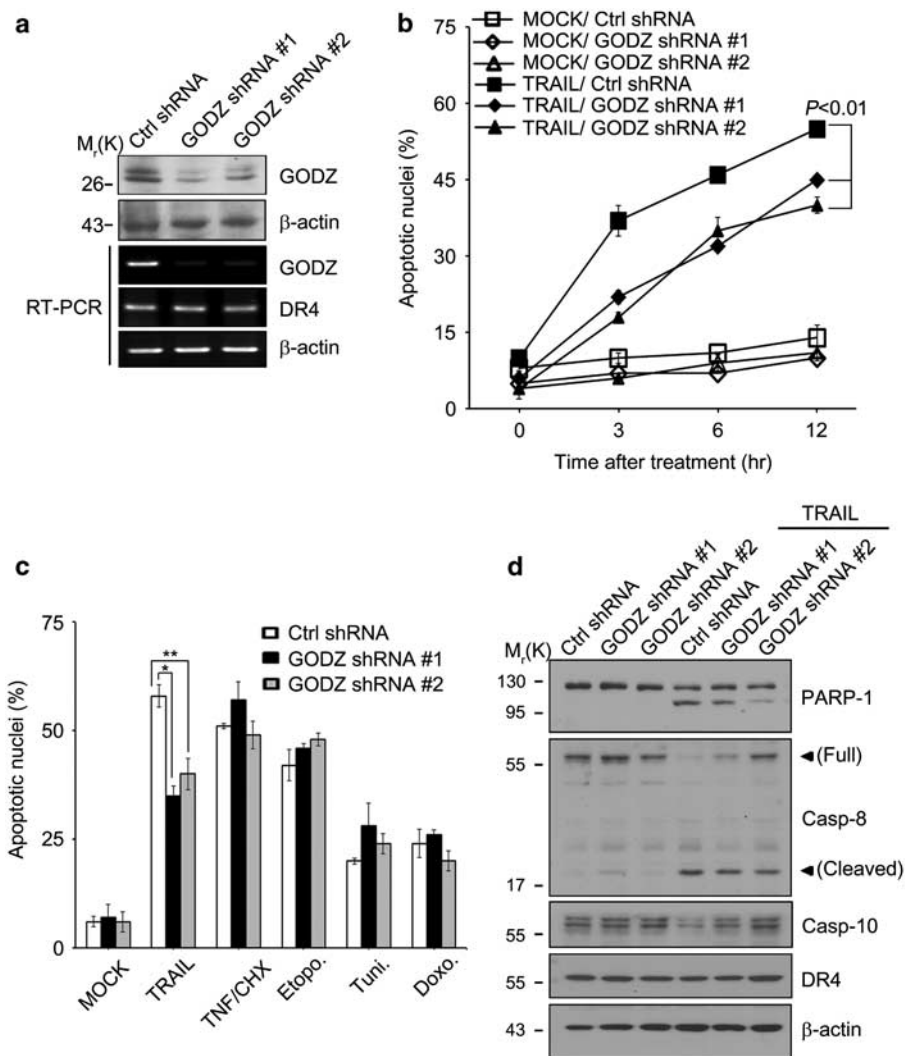 a
Ctrl shRNA
GODZ shRNA #1
GODZ shRNA #2
Mr(K)
26
GODZ
43
β-actin
RT-PCR
GODZ
DR4
β-actin
b
MOCK/ Ctrl shRNA
MOCK/ GODZ shRNA #1
MOCK/ GODZ shRNA #2
TRAIL/ Ctrl shRNA
TRAIL/ GODZ shRNA #1
TRAIL/ GODZ shRNA #2
P<0.01
Apoptotic nuclei (%)
75
60
45
30
15
0
0 3 6 12
Time after treatment (hr)
c
Ctrl shRNA
GODZ shRNA #1
GODZ shRNA #2
**
*
Apoptotic nuclei (%)
75
50
25
0
MOCK
TRAIL
TNF/CHX
Etopo.
Tuni.
Doxo.
d
TRAIL
Ctrl shRNA
GODZ shRNA #1
GODZ shRNA #2
Ctrl shRNA
GODZ shRNA #1
GODZ shRNA #2
Mr(K)
130
95
PARP-1
55
(Full)
Casp-8
(Cleaved)
17
55
Casp-10
55
DR4
43
β-actin